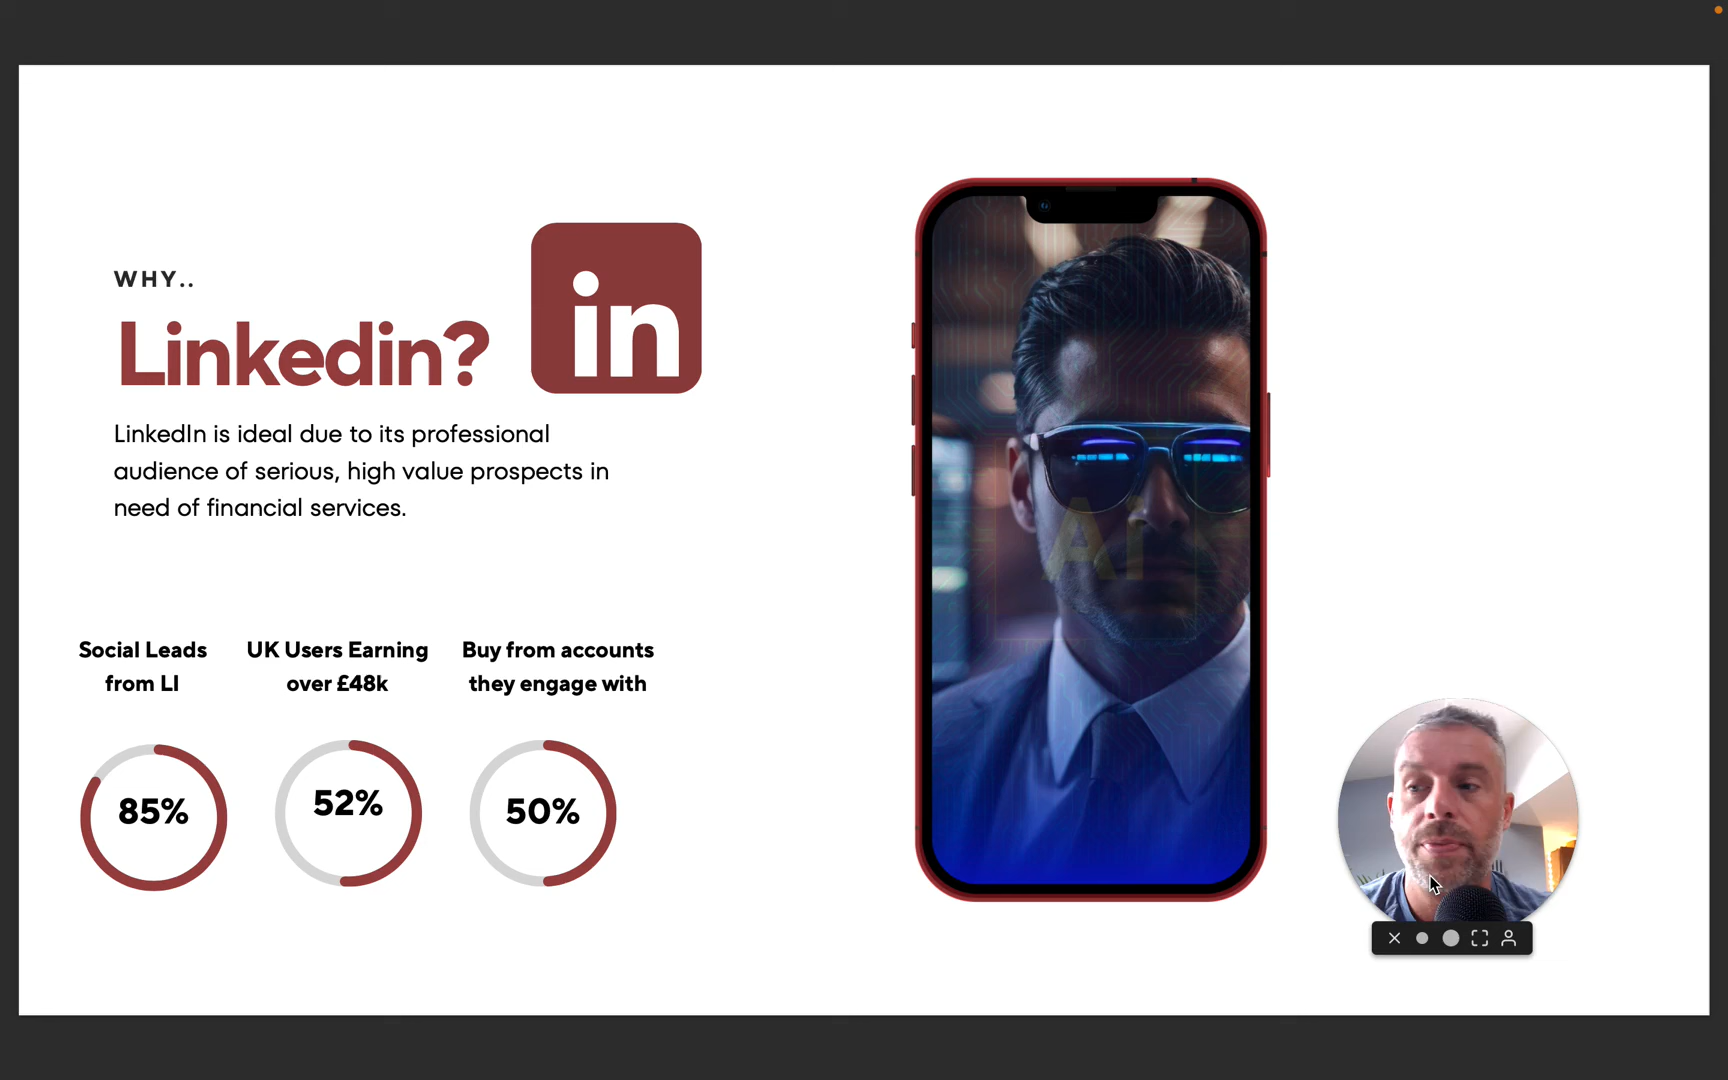 WHY..
Linkedin?
in
LinkedIn is ideal due to its professional
audience of serious, high value prospects in
need of financial services.
Social Leads
from LI
UK Users Earning
over £48k
Buy from accounts
they engage with
85%
52%
50%
Ai